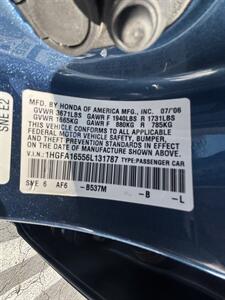 SNE E2
MFD. BY HONDA OF AMERICA MFG., INC. 07/06
GVWR 3671LBS GAWR F 1940LBS R 1731LBS
GVWR 1665KG GAWR F 880KG R 785KG
THIS VEHICLE CONFORMS TO ALL APPLICABLE
FEDERAL MOTOR VEHICLE SAFETY, BUMPER,
AND THEFT PREVENTION STANDARDS IN
EFFECT ON THE DATE OF MANUFACTURE
SHOWN ABOVE.
V.I.N: 1HGFA16556L131787 TYPE:PASSENGER CAR
SVE 6 AF6 -B537M -B -L